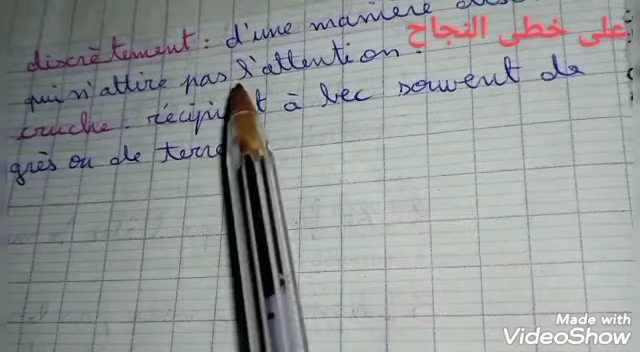 discrètement : d'une manière
على خطى النجاح
qui n'attire pas l'attention.
cruche. récipient à bec souvent de
grès ou de terre
Made with
VideoShow